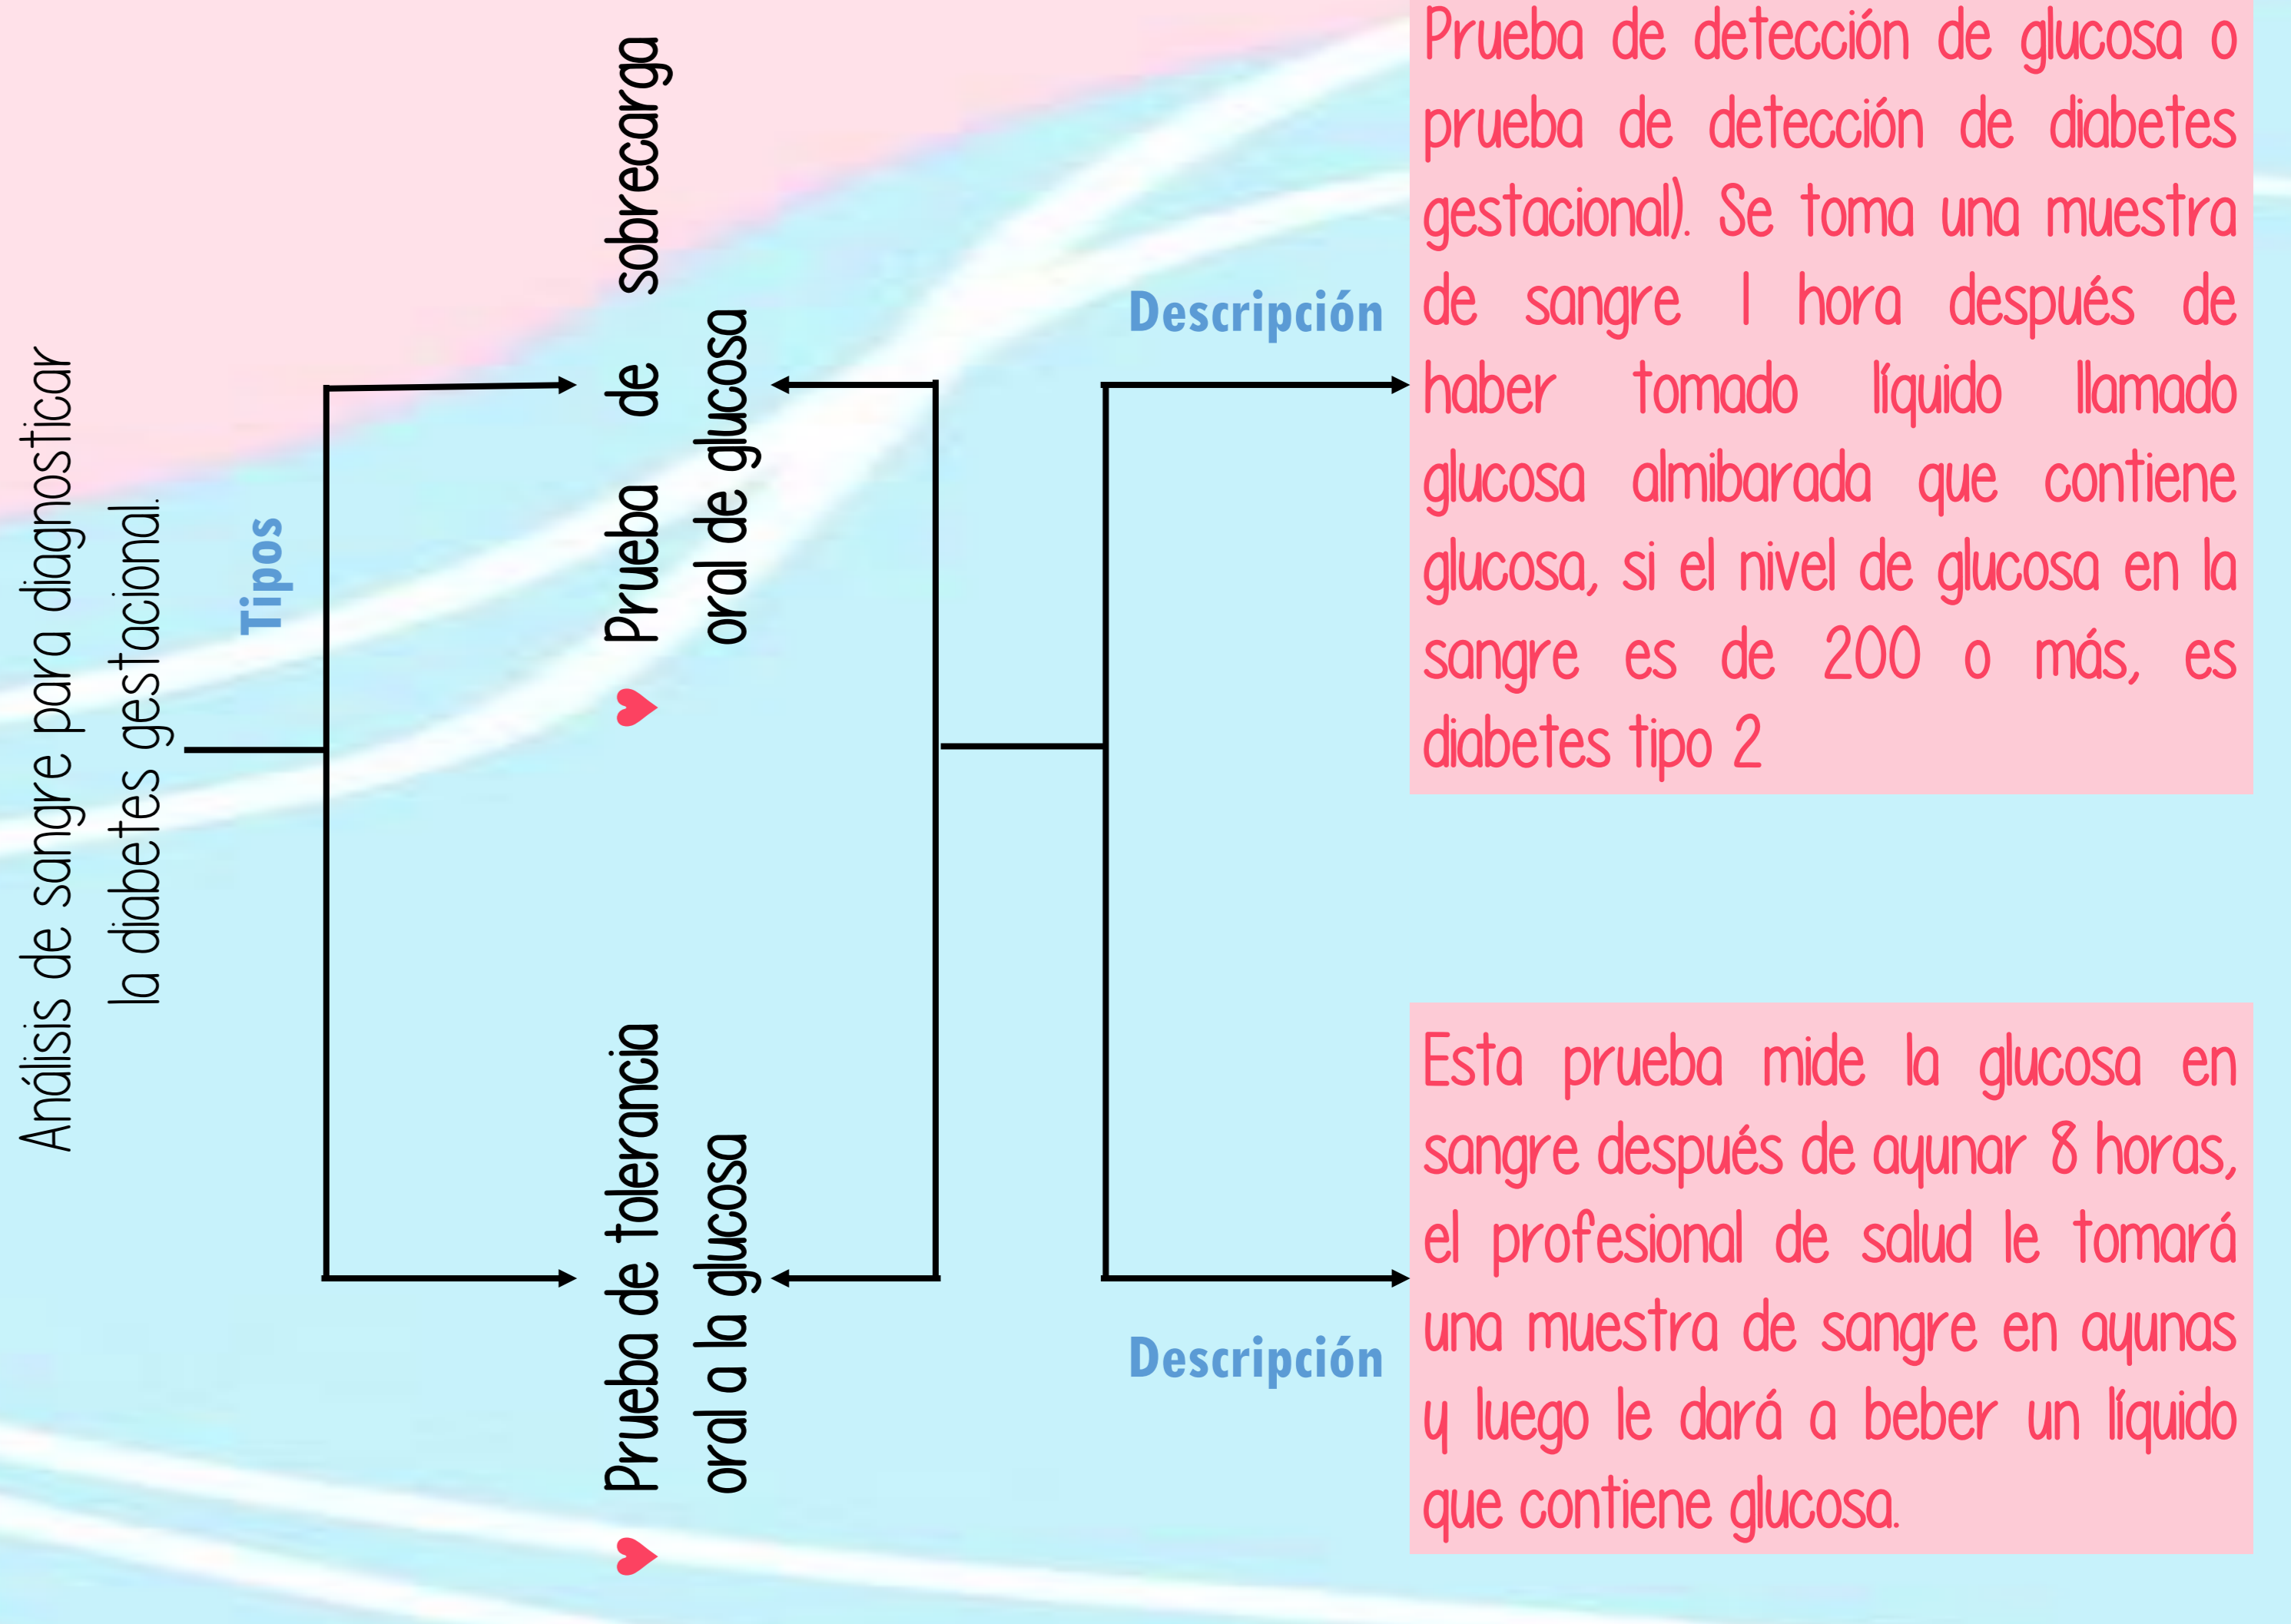 Análisis de sangre para diagnosticar
la diabetes gestacional.
Tipos
Prueba de sobrecarga
oral de glucosa
Descripción
Prueba de detección de glucosa o
prueba de detección de diabetes
gestacional). Se toma una muestra
de sangre 1 hora después de
haber tomado líquido llamado
glucosa almibarada que contiene
glucosa, si el nivel de glucosa en la
sangre es de 200 o más, es
diabetes tipo 2
Prueba de tolerancia
oral a la glucosa
Descripción
Esta prueba mide la glucosa en
sangre después de ayunar 8 horas,
el profesional de salud le tomará
una muestra de sangre en ayunas
y luego le dará a beber un líquido
que contiene glucosa.